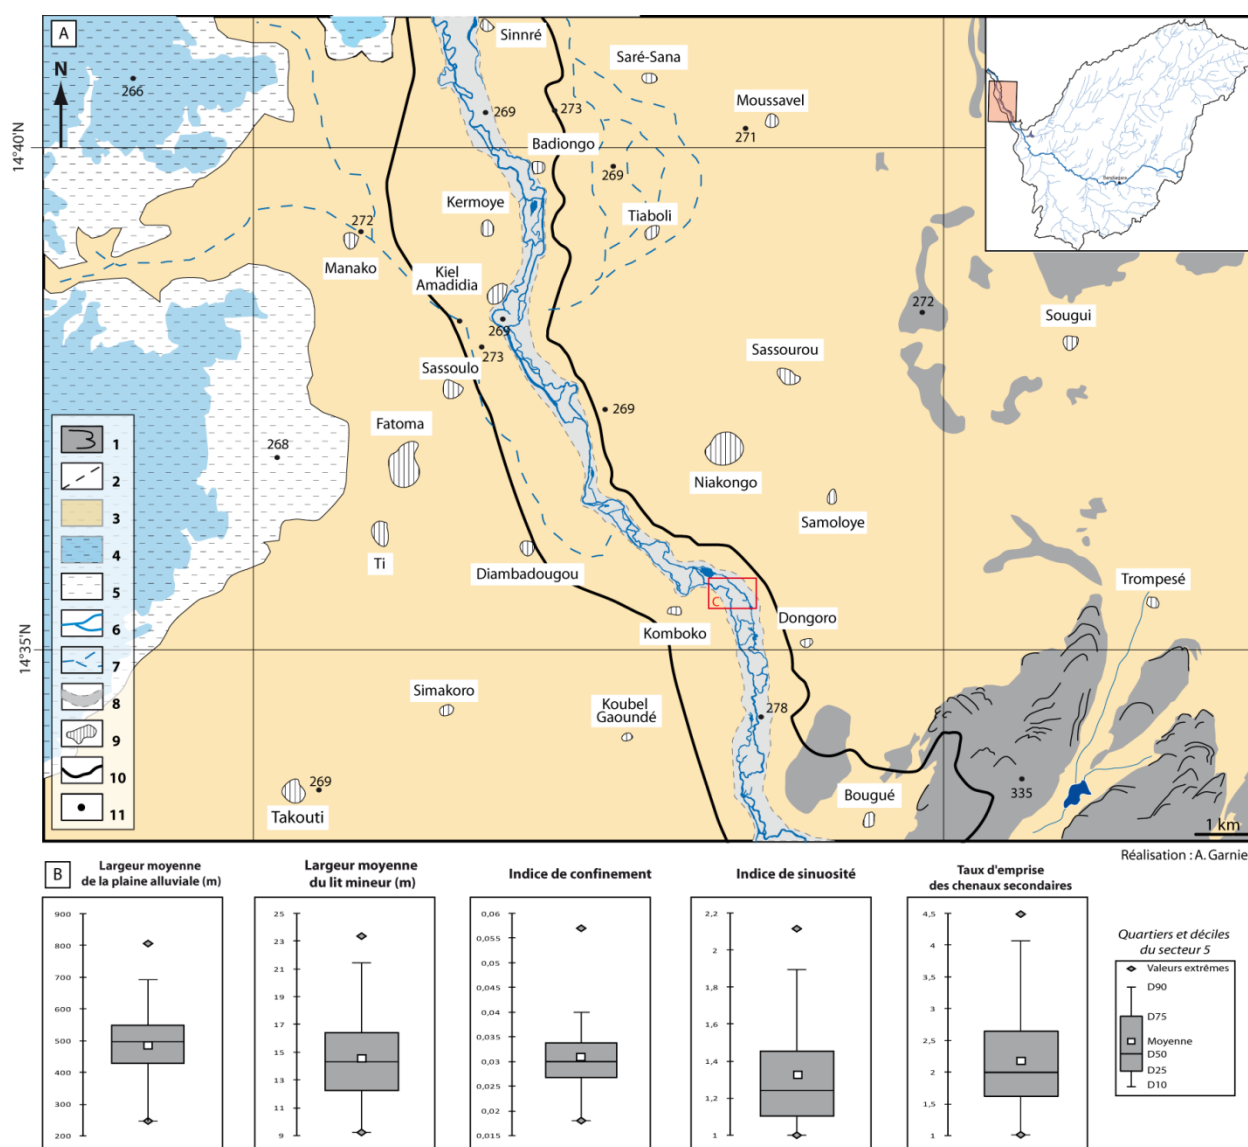 A
N
14°40'N
14°35'N
266
Sinnré
Saré-Sana
Moussavel
269
273
271
Badiongo
269
Kermoye
Tiaboli
272
Manako
Kiel
Amadidia
269
273
272
Sougui
Sassoulo
Sassourou
269
Fatoma
268
Niakongo
Samoloye
Ti
Diambadougou
Trompesé
C
Komboko
Dongoro
Simakoro
Koubel
Gaoundé
278
269
Takouti
Bougué
335
1 km
1
2
3
4
5
6
7
8
9
10
11
Réalisation : A. Garnie
B
Largeur moyenne
de la plaine alluviale (m)
900
800
700
600
500
400
300
200
Largeur moyenne
du lit mineur (m)
25
23
21
19
17
15
13
11
9
Indice de confinement
0,06
0,055
0,05
0,045
0,04
0,035
0,03
0,025
0,02
0,015
Indice de sinuosité
2,2
2
1,8
1,6
1,4
1,2
1
Taux d'emprise
des chenaux secondaires
4,5
4
3,5
3
2,5
2
1,5
1
Quartiers et déciles
du secteur 5
Valeurs extrêmes
D90
D75
Moyenne
D50
D25
D10